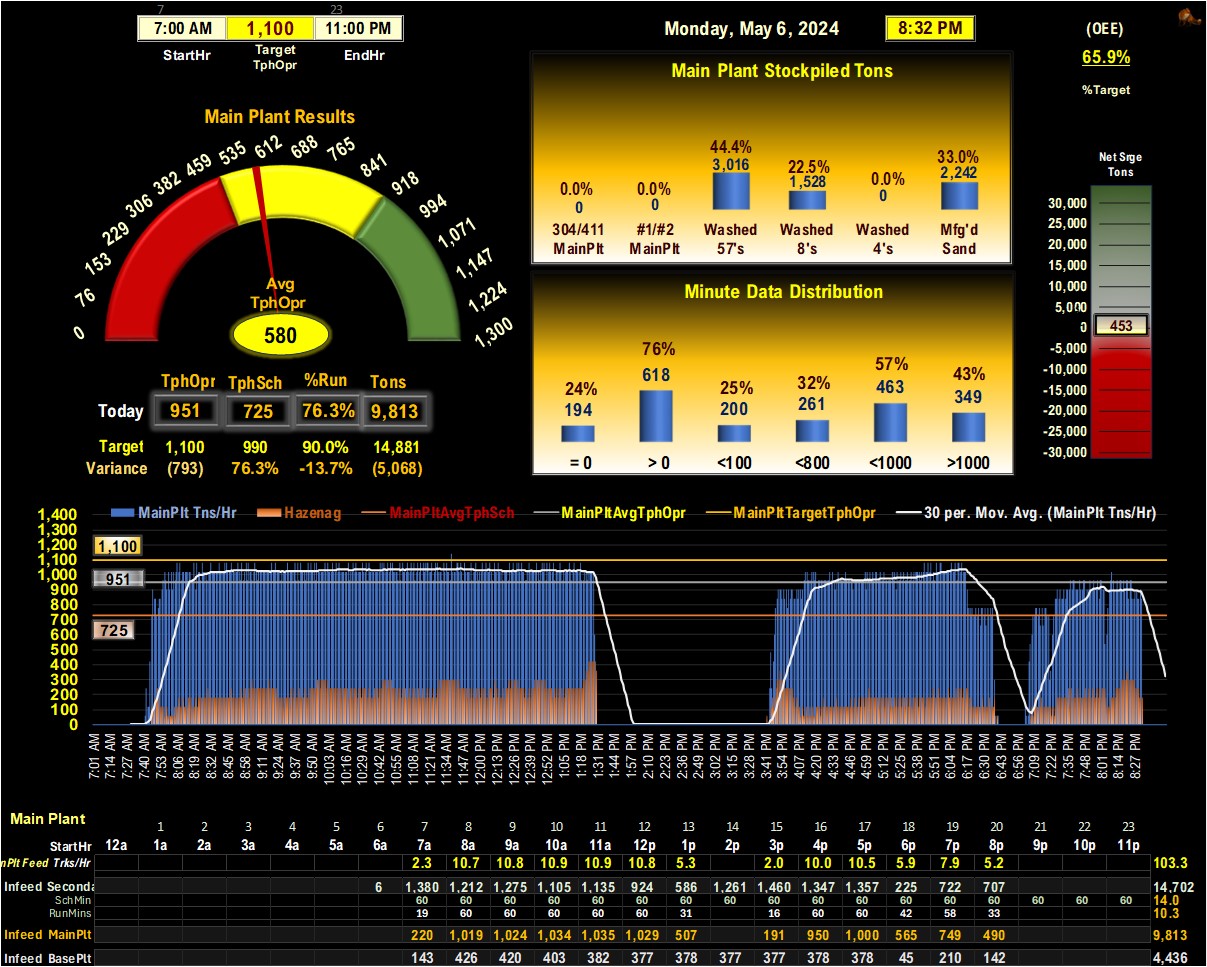 7 23
7:00 AM 1,100 11:00 PM
StartHr Target TphOpr EndHr
Monday, May 6, 2024 8:32 PM
(OEE)
65.9%
%Target
Main Plant Results
0 76 153 229 306 382 459 535 612 688 765 841 918 994 1,071 1,147 1,224 1,300
Avg
TphOpr
580
TphOpr TphSch %Run Tons
Today 951 725 76.3% 9,813
Target 1,100 990 90.0% 14,881
Variance (793) 76.3% -13.7% (5,068)
Main Plant Stockpiled Tons
0.0% 0.0% 44.4% 22.5% 0.0% 33.0%
0 0 3,016 1,528 0 2,242
304/411 #1/#2 Washed Washed Washed Mfg'd
MainPlt MainPlt 57's 8's 4's Sand
Minute Data Distribution
24% 76% 25% 32% 57% 43%
194 618 200 261 463 349
= 0 > 0 <100 <800 <1000 >1000
Net Srge
Tons
30,000
25,000
20,000
15,000
10,000
5,000
0 453
-5,000
-10,000
-15,000
-20,000
-25,000
-30,000
MainPlt Tns/Hr Hazenag MainPltAvgTphSch MainPltAvgTphOpr MainPltTargetTphOpr 30 per. Mov. Avg. (MainPlt Tns/Hr)
1,400
1,300
1,200
1,100
1,000
900
800
700
600
500
400
300
200
100
0
1,100
951
725
7:01 AM 7:14 AM 7:27 AM 7:40 AM 7:53 AM 8:06 AM 8:19 AM 8:32 AM 8:45 AM 8:58 AM 9:11 AM 9:24 AM 9:37 AM 9:50 AM 10:03 AM 10:16 AM 10:29 AM 10:42 AM 10:55 AM 11:08 AM 11:21 AM 11:34 AM 11:47 AM 12:00 PM 12:13 PM 12:26 PM 12:39 PM 12:52 PM 1:05 PM 1:18 PM 1:31 PM 1:57 PM 2:10 PM 2:23 PM 2:36 PM 2:49 PM 3:02 PM 3:15 PM 3:28 PM 3:41 PM 3:54 PM 4:07 PM 4:20 PM 4:33 PM 4:46 PM 4:59 PM 5:12 PM 5:25 PM 5:38 PM 5:51 PM 6:04 PM 6:17 PM 6:30 PM 6:43 PM 6:56 PM 7:09 PM 7:22 PM 7:35 PM 7:48 PM 8:01 PM 8:14 PM 8:27 PM
Main Plant
1 2 3 4 5 6 7 8 9 10 11 12 13 14 15 16 17 18 19 20 21 22 23
StartHr 12a 1a 2a 3a 4a 5a 6a 7a 8a 9a 10a 11a 12p 1p 2p 3p 4p 5p 6p 7p 8p 9p 10p 11p
nPlt Feed Trks/Hr 2.3 10.7 10.8 10.9 10.9 10.8 5.3 2.0 10.0 10.5 5.9 7.9 5.2 103.3
Infeed Seconda 6 1,380 1,212 1,275 1,105 1,135 924 586 1,261 1,460 1,347 1,357 225 722 707 14,702
SchMin 60 60 60 60 60 60 60 60 60 60 60 60 60 60 60 60 60 14.0
RunMins 19 60 60 60 60 60 31 16 60 60 42 58 33 10.3
Infeed MainPlt 220 1,019 1,024 1,034 1,035 1,029 507 191 950 1,000 565 749 490 9,813
Infeed BasePlt 143 426 420 403 382 377 378 377 377 378 378 45 210 142 4,436